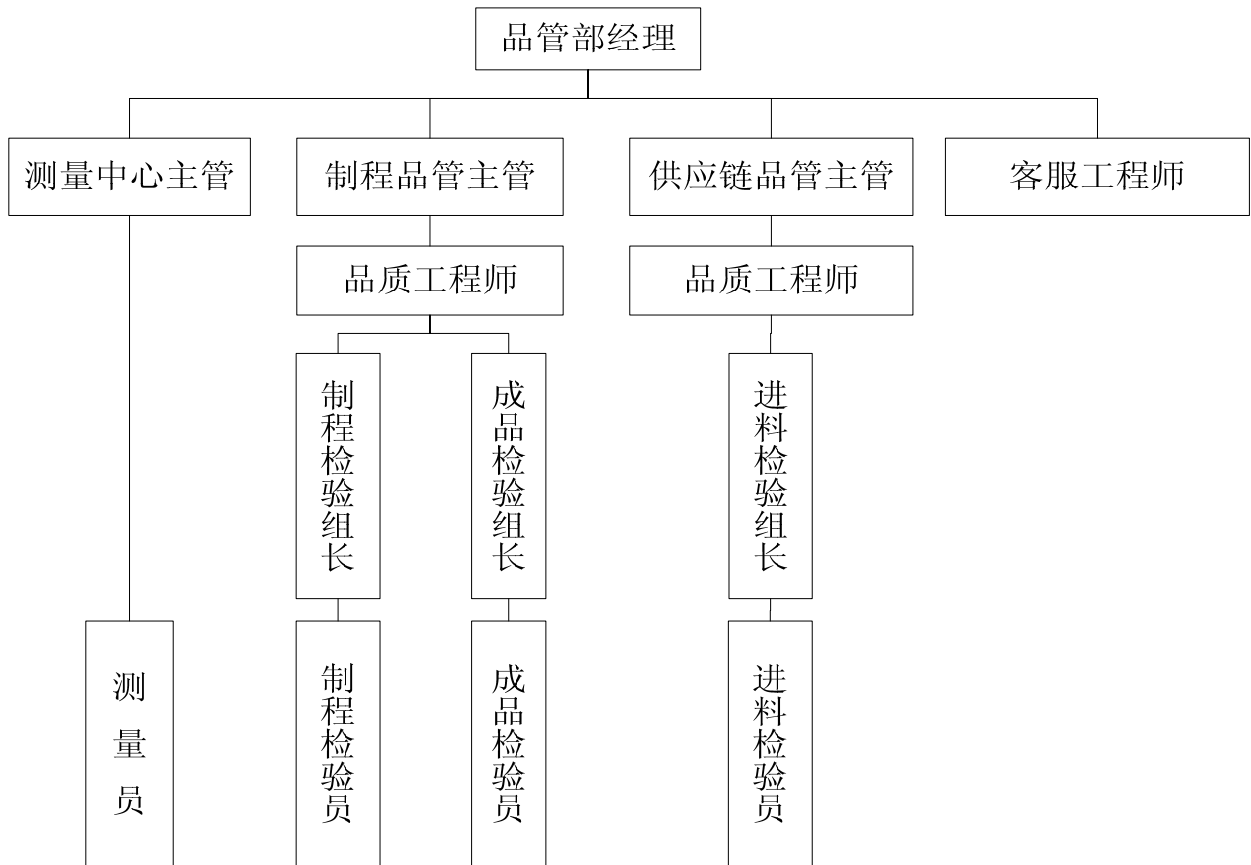 品管部经理
测量中心主管
制程品管主管
供应链品管主管
客服工程师
品质工程师
品质工程师
制程检验组长
成品检验组长
进料检验组长
测量员
制程检验员
成品检验员
进料检验员